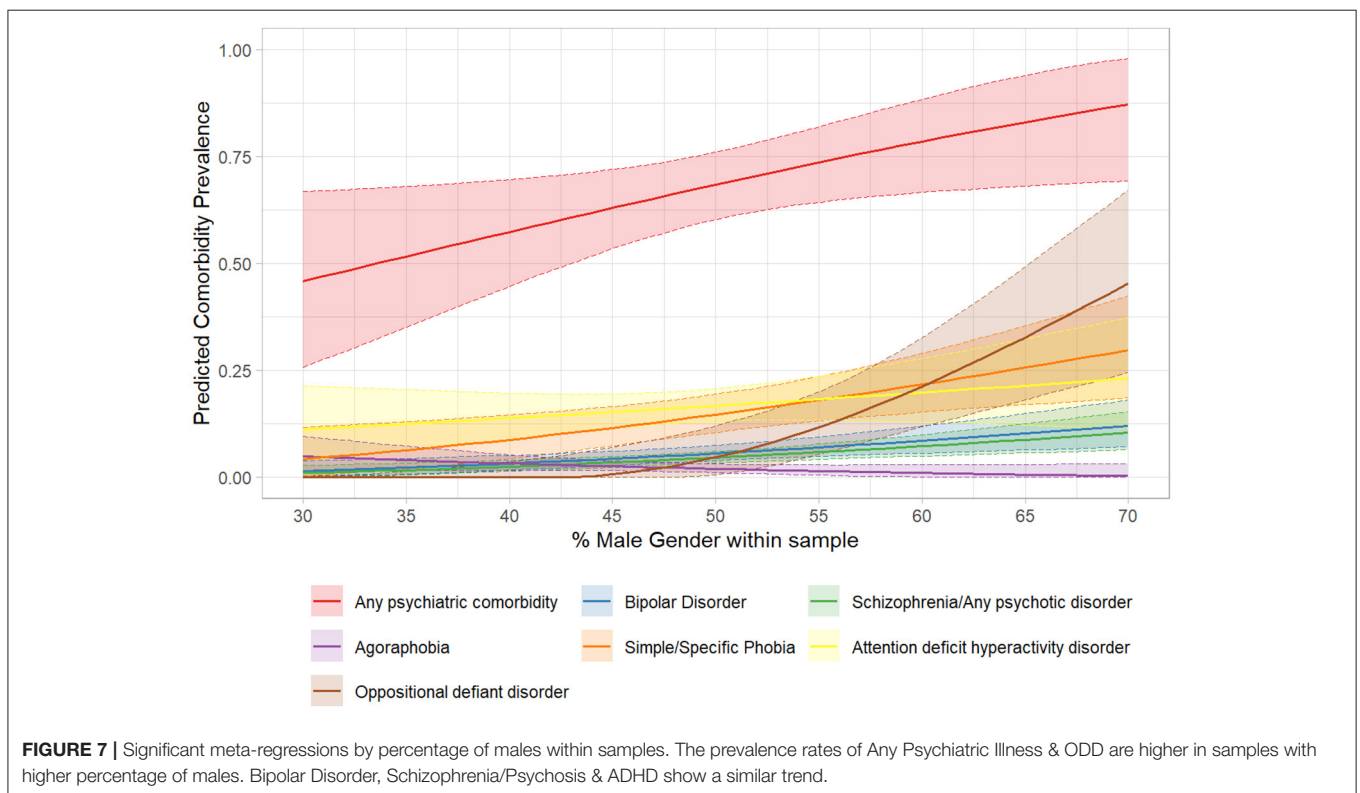 1.00
0.75
0.50
0.25
0.00
Predicted Comorbidity Prevalence
30 35 40 45 50 55 60 65 70
% Male Gender within sample
Any psychiatric comorbidity Bipolar Disorder Schizophrenia/Any psychotic disorder
Agoraphobia Simple/Specific Phobia Attention deficit hyperactivity disorder
Oppositional defiant disorder
FIGURE 7 | Significant meta-regressions by percentage of males within samples. The prevalence rates of Any Psychiatric Illness & ODD are higher in samples with
higher percentage of males. Bipolar Disorder, Schizophrenia/Psychosis & ADHD show a similar trend.